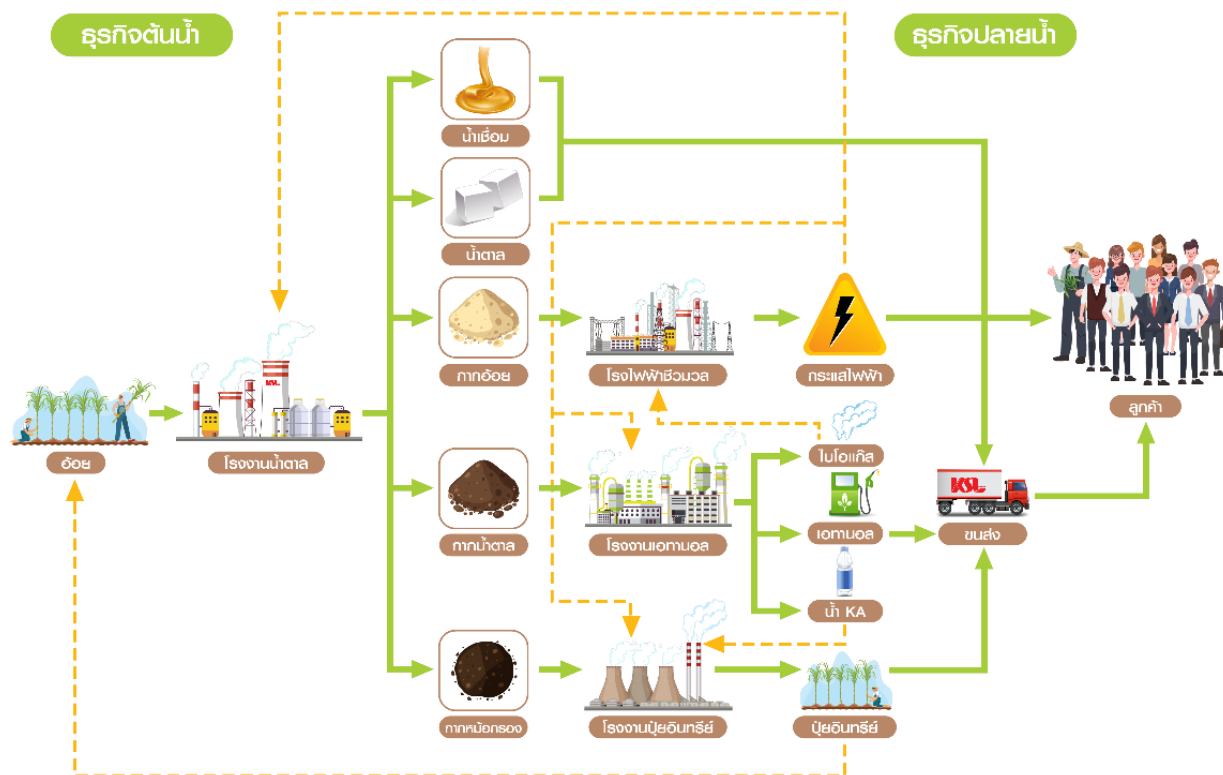 ธุรกิจต้นน้ำ
ธุรกิจปลายน้ำ
น้ำเชื่อม
น้ำตาล
กากอ้อย
โรงไฟฟ้าชีวมวล
กระแสไฟฟ้า
ลูกค้า
KSL
อ้อย
โรงงานน้ำตาล
ไบโอแก๊ส
KSL
กากน้ำตาล
โรงงานเอทานอล
เอทานอล
ขนส่ง
น้ำ KA
กากหม้อกรอง
โรงงานปุ๋ยอินทรีย์
ปุ๋ยอินทรีย์